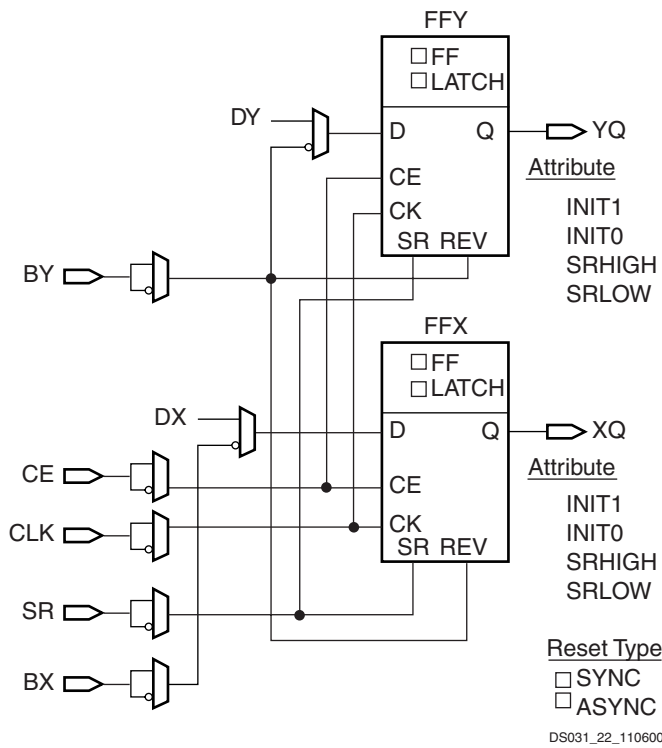 FFY
FF
LATCH
DY
D
Q
YQ
CE
CK
SR REV
Attribute
INIT1
INIT0
SRHIGH
SRLOW
BY
FFX
FF
LATCH
DX
D
Q
XQ
CE
CE
CLK
CK
SR REV
Attribute
INIT1
INIT0
SRHIGH
SRLOW
SR
BX
Reset Type
SYNC
ASYNC
DS031_22_110600